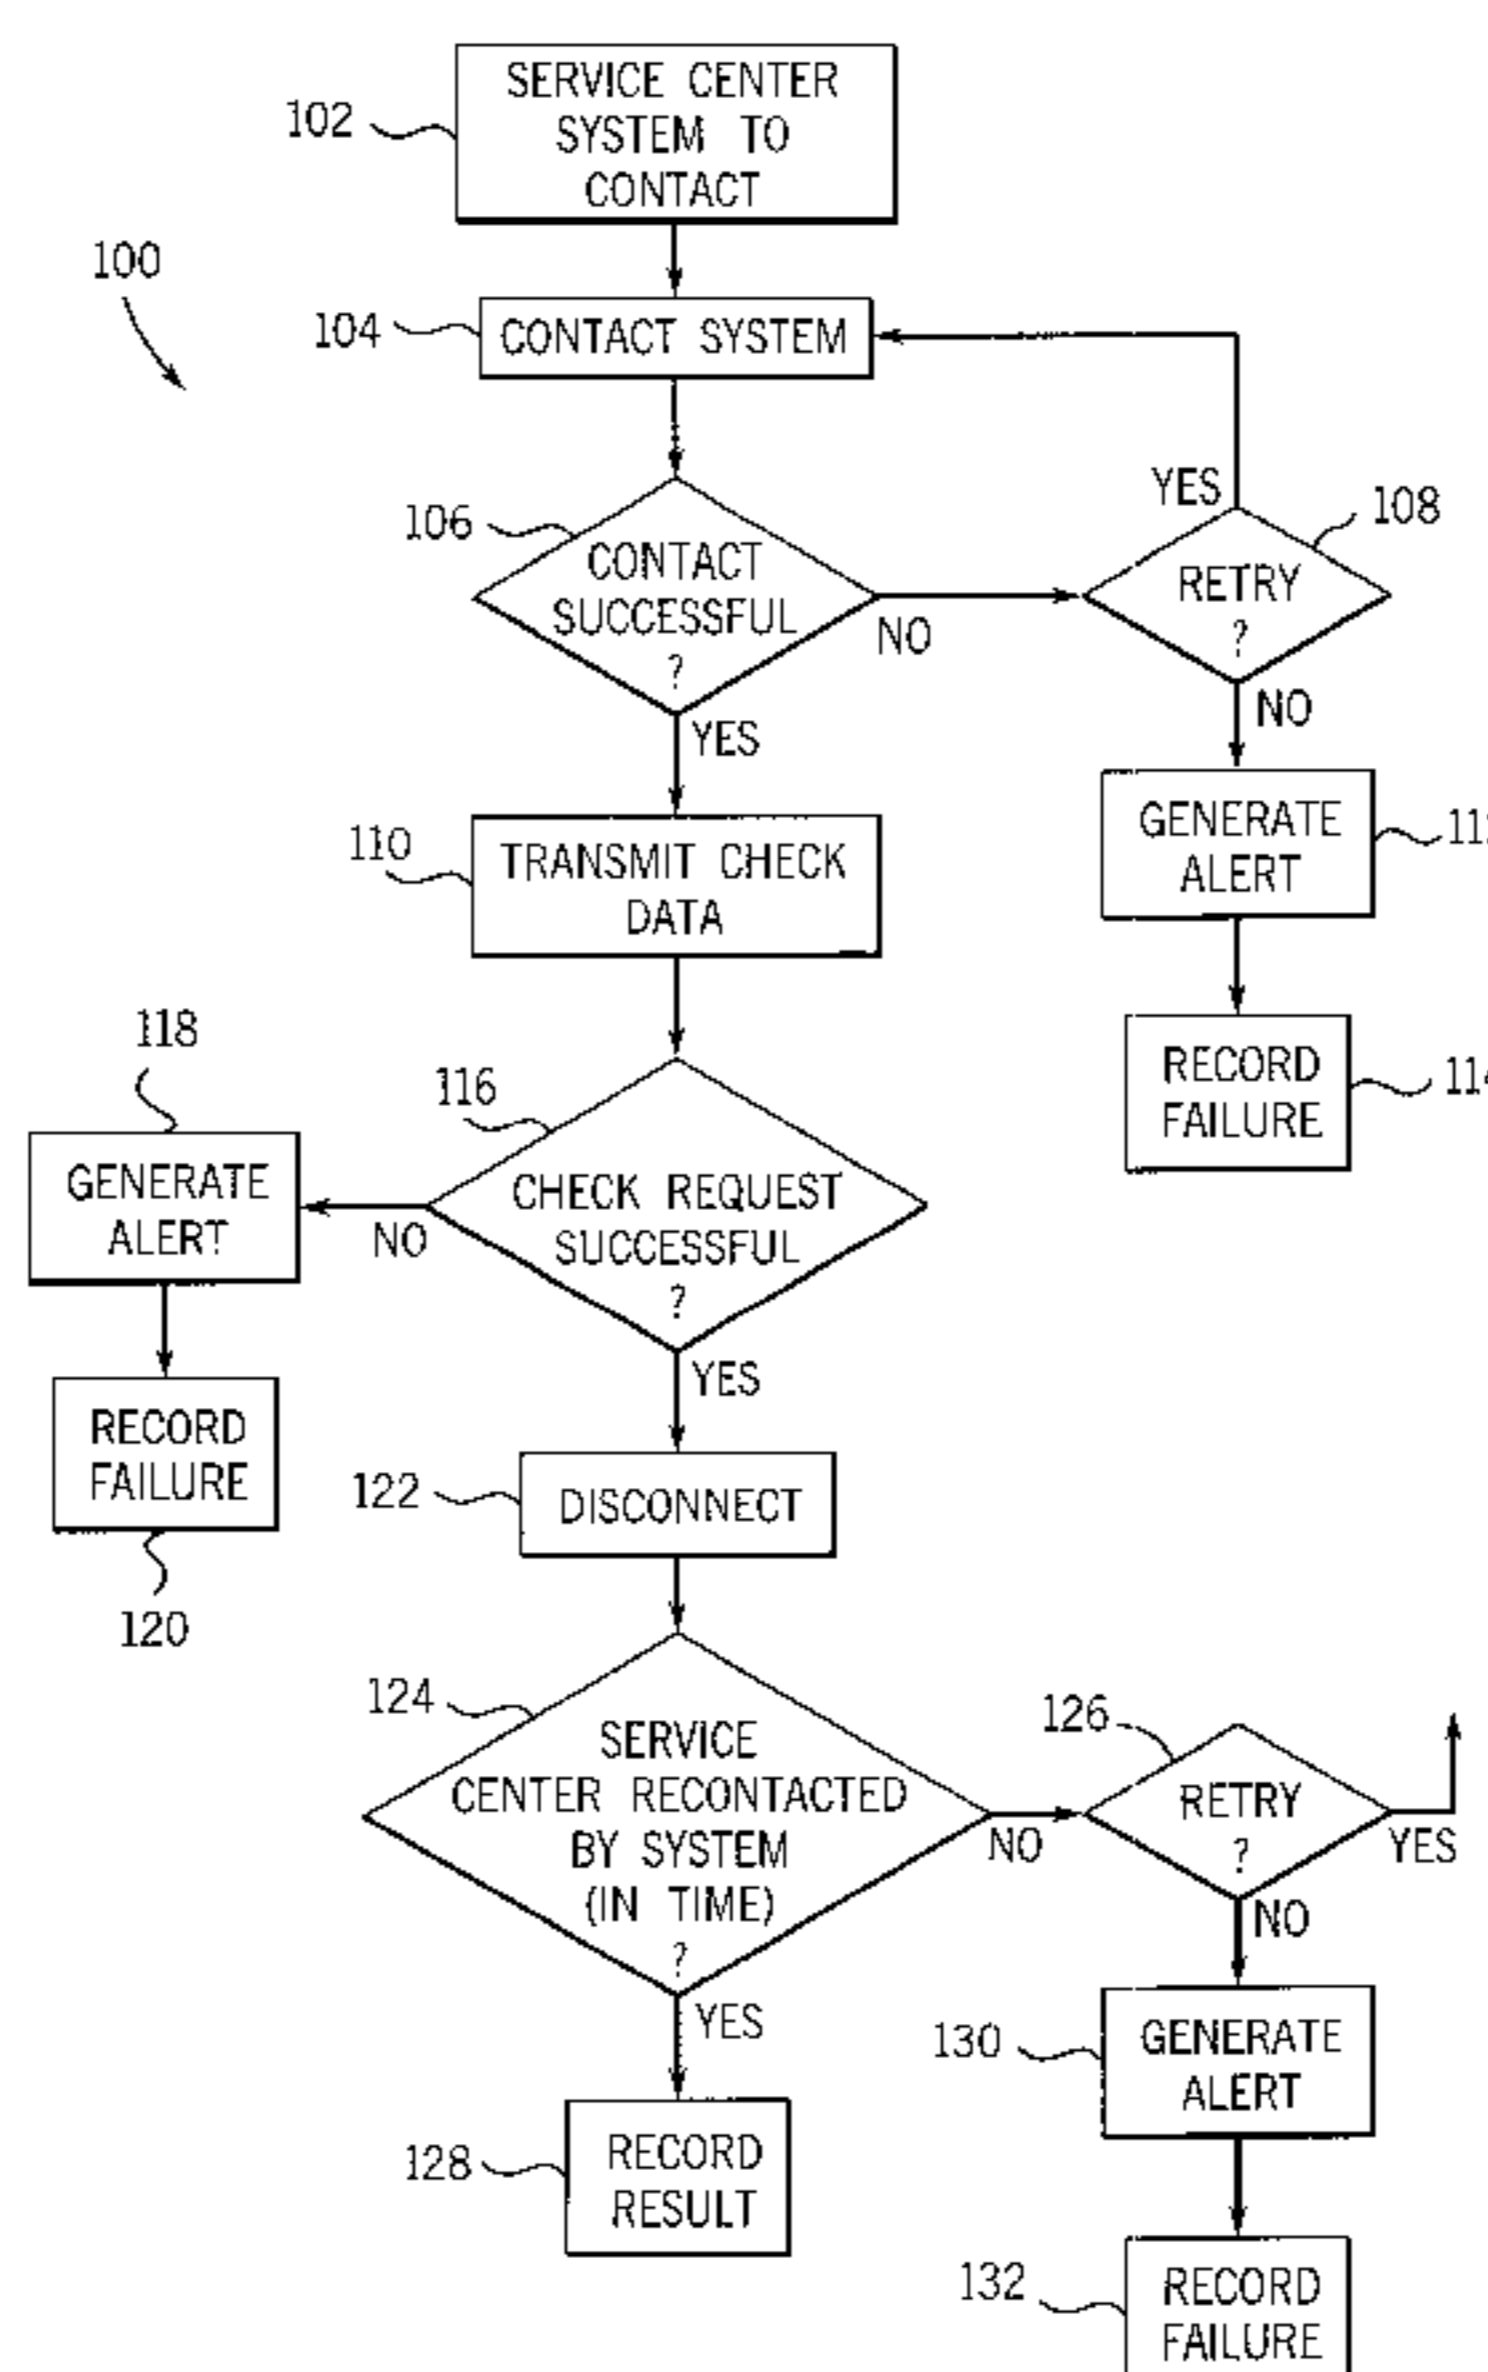 SERVICE CENTER
SYSTEM TO
CONTACT
102
100
104
CONTACT SYSTEM
106
CONTACT
SUCCESSFUL
?
NO
YES
YES
108
RETRY
?
NO
110
TRANSMIT CHECK
DATA
GENERATE
ALERT
RECORD
FAILURE
118
116
GENERATE
ALERT
NO
CHECK REQUEST
SUCCESSFUL
?
YES
RECORD
FAILURE
120
122
DISCONNECT
124
SERVICE
CENTER RECONTACTED
BY SYSTEM
(IN TIME)
?
NO
YES
126
RETRY
?
YES
NO
128
RECORD
RESULT
130
GENERATE
ALERT
132
RECORD
FAILURE